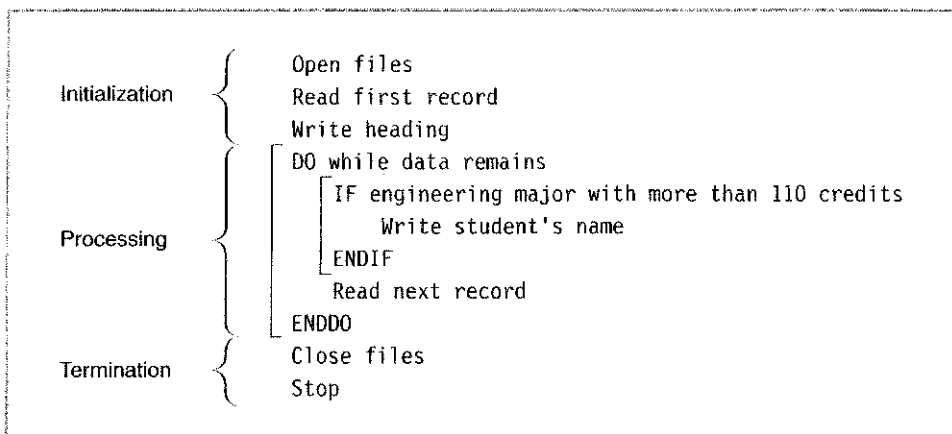 Initialization
Open files
Read first record
Write heading
Processing
DO while data remains
IF engineering major with more than 110 credits
Write student's name
ENDIF
Read next record
ENDDO
Termination
Close files
Stop